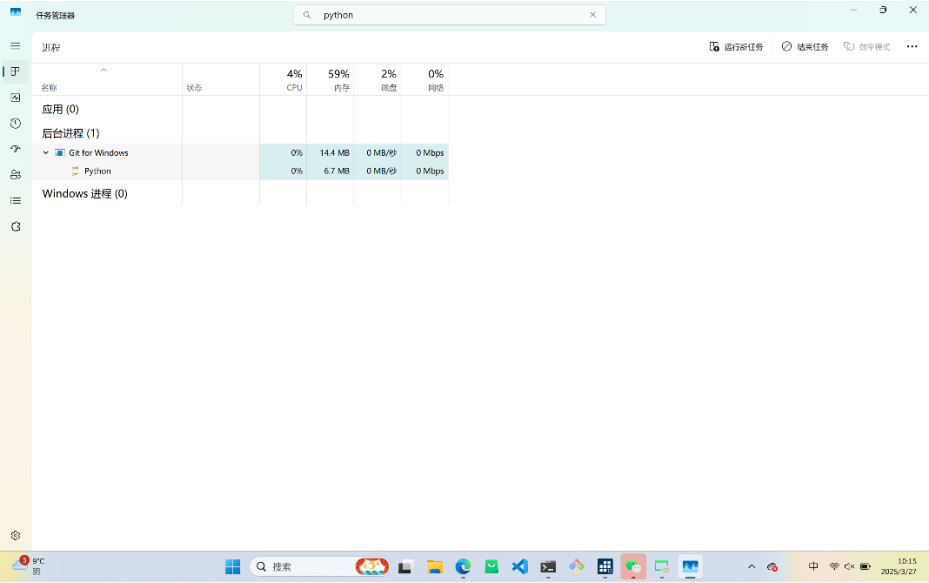 任务管理器
python
进程
运行新任务
结束任务
效率模式
4% 59% 2% 0%
名称 状态 CPU 内存 磁盘 网络
应用 (0)
后台进程 (1)
Git for Windows 0% 14.4 MB 0 MB/秒 0 Mbps
Python 0% 6.7 MB 0 MB/秒 0 Mbps
Windows 进程 (0)
3
9°C
阴
搜索
中
10:15
2025/3/27